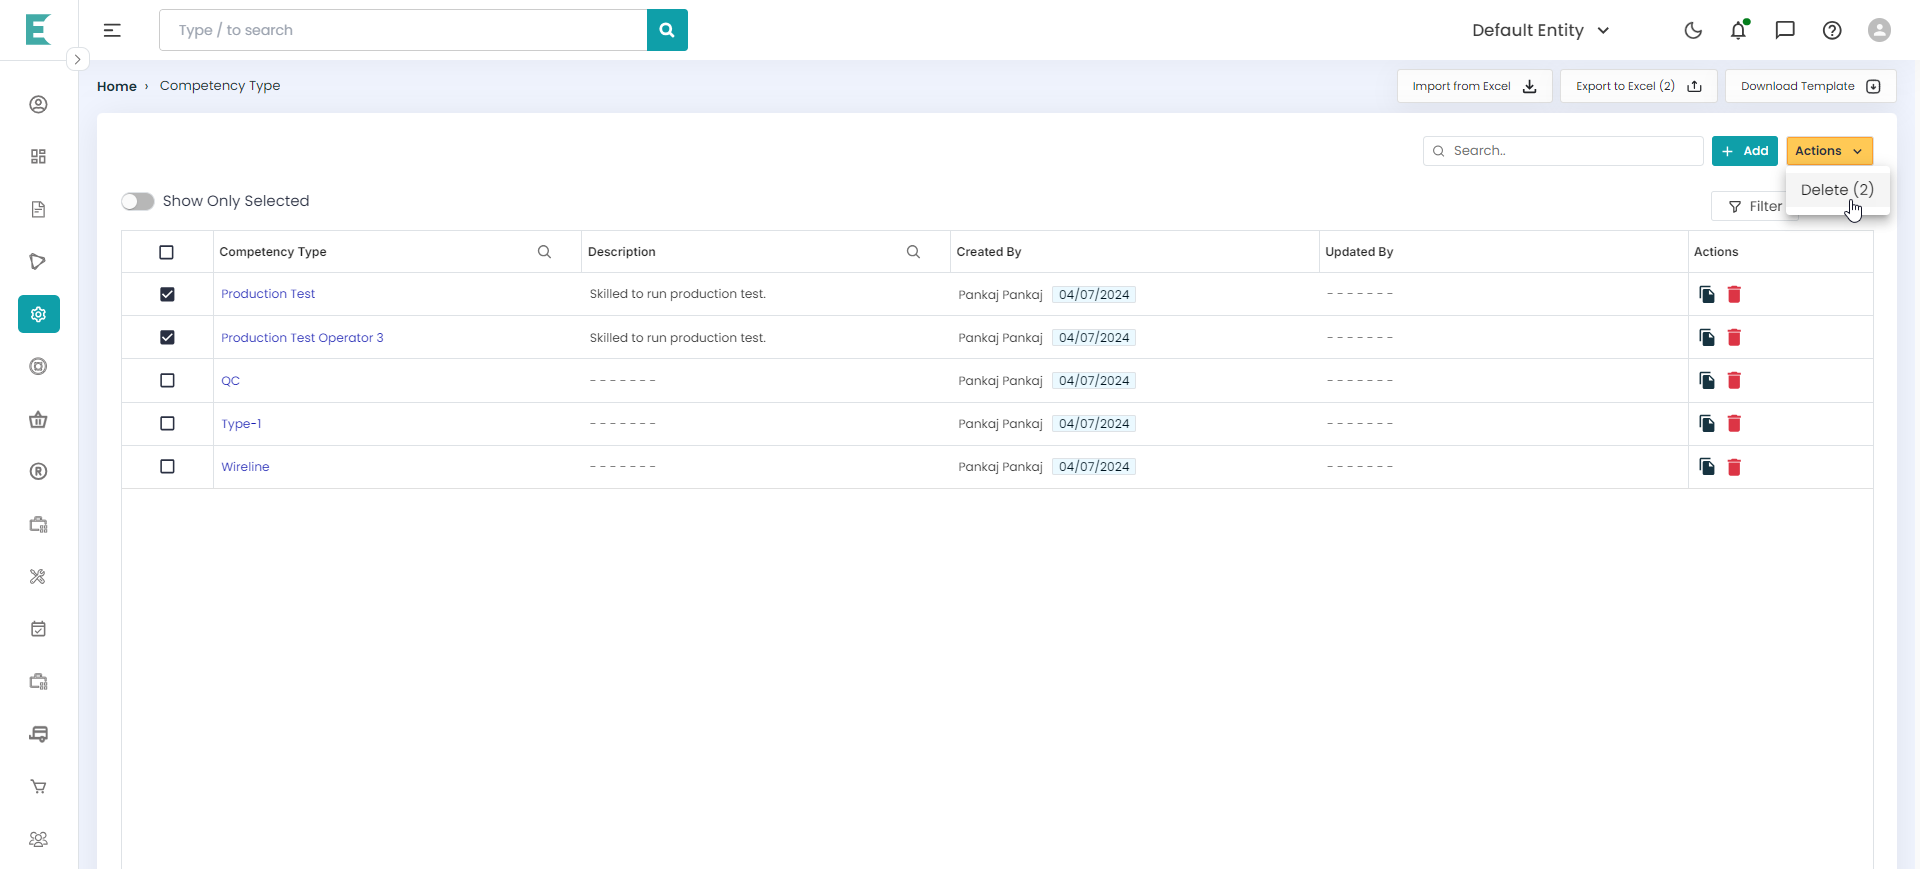 Type / to search
Default Entity
Home › Competency Type
Import from Excel
Export to Excel (2)
Download Template
Search..
+ Add
Actions
Delete (2)
Show Only Selected
Filter
Competency Type Description Created By Updated By Actions
Production Test Skilled to run production test. Pankaj Pankaj 04/07/2024 -------
Production Test Operator 3 Skilled to run production test. Pankaj Pankaj 04/07/2024 -------
QC ------- Pankaj Pankaj 04/07/2024 -------
Type-1 ------- Pankaj Pankaj 04/07/2024 -------
Wireline ------- Pankaj Pankaj 04/07/2024 -------